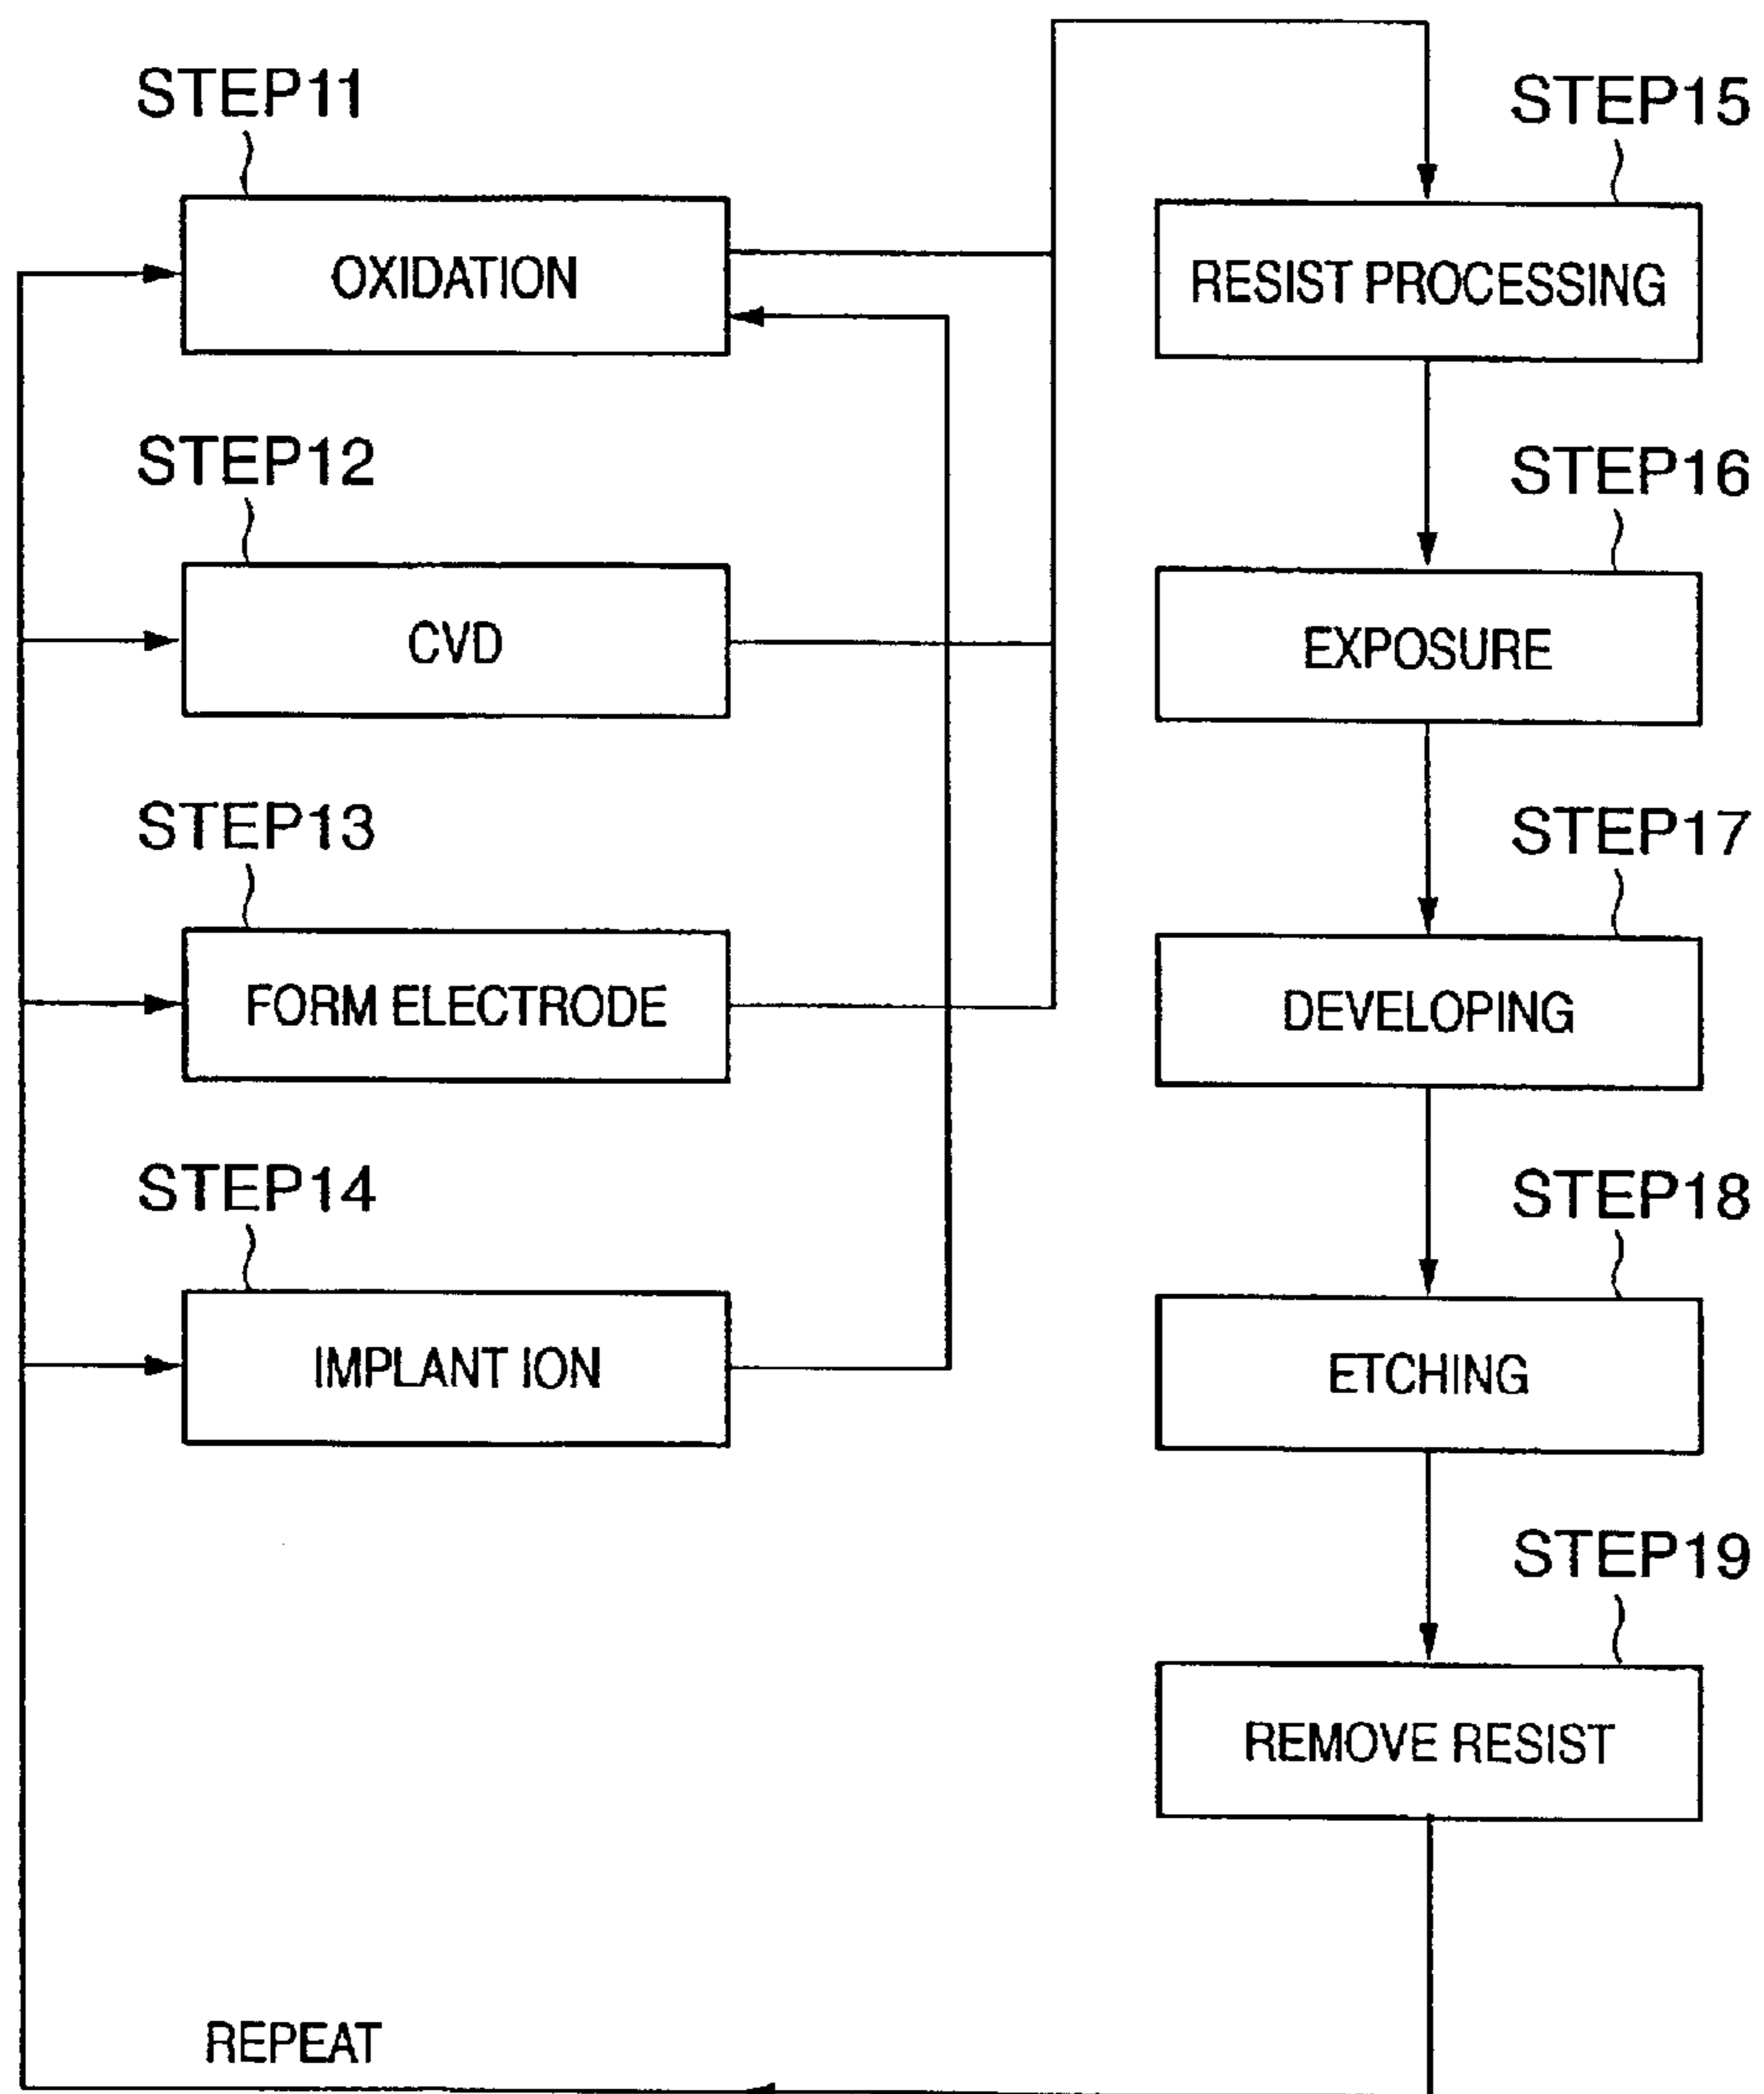 STEP11
OXIDATION
STEP12
CVD
STEP13
FORM ELECTRODE
STEP14
IMPLANT ION
STEP15
RESIST PROCESSING
STEP16
EXPOSURE
STEP17
DEVELOPING
STEP18
ETCHING
STEP19
REMOVE RESIST
REPEAT